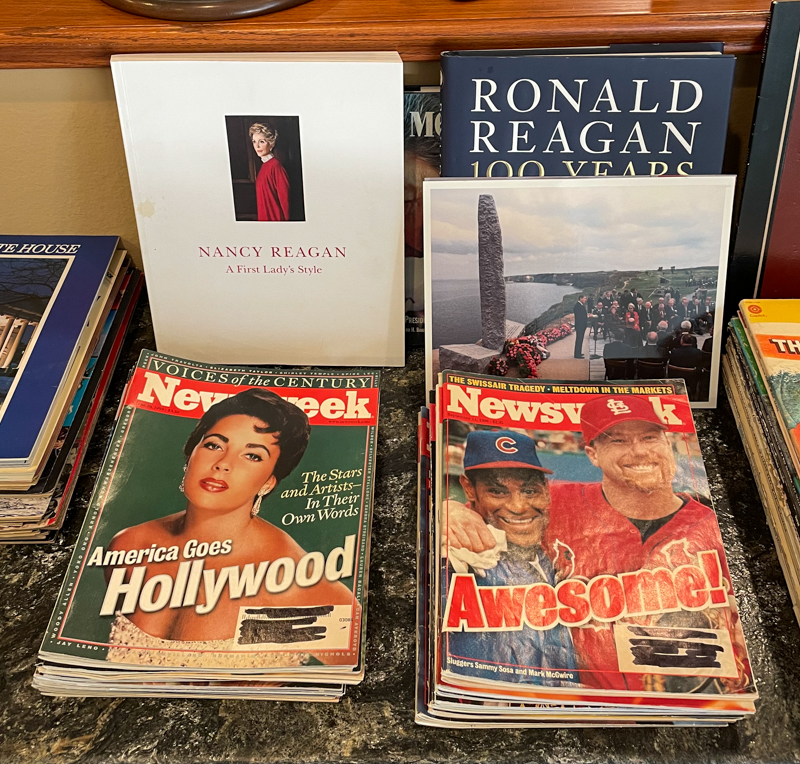 NANCY REAGAN
A First Lady's Style
RONALD
REAGAN
100 YEARS
TE HOUSE
VOICES of the CENTURY
Newsweek
The Stars
and Artists–
In Their
Own Words
America Goes
Hollywood
JAY LENO
THE SWISSAIR TRAGEDY • MELTDOWN IN THE MARKETS
Newsweek
Awesome!
Sluggers Sammy Sosa and Mark McGwire